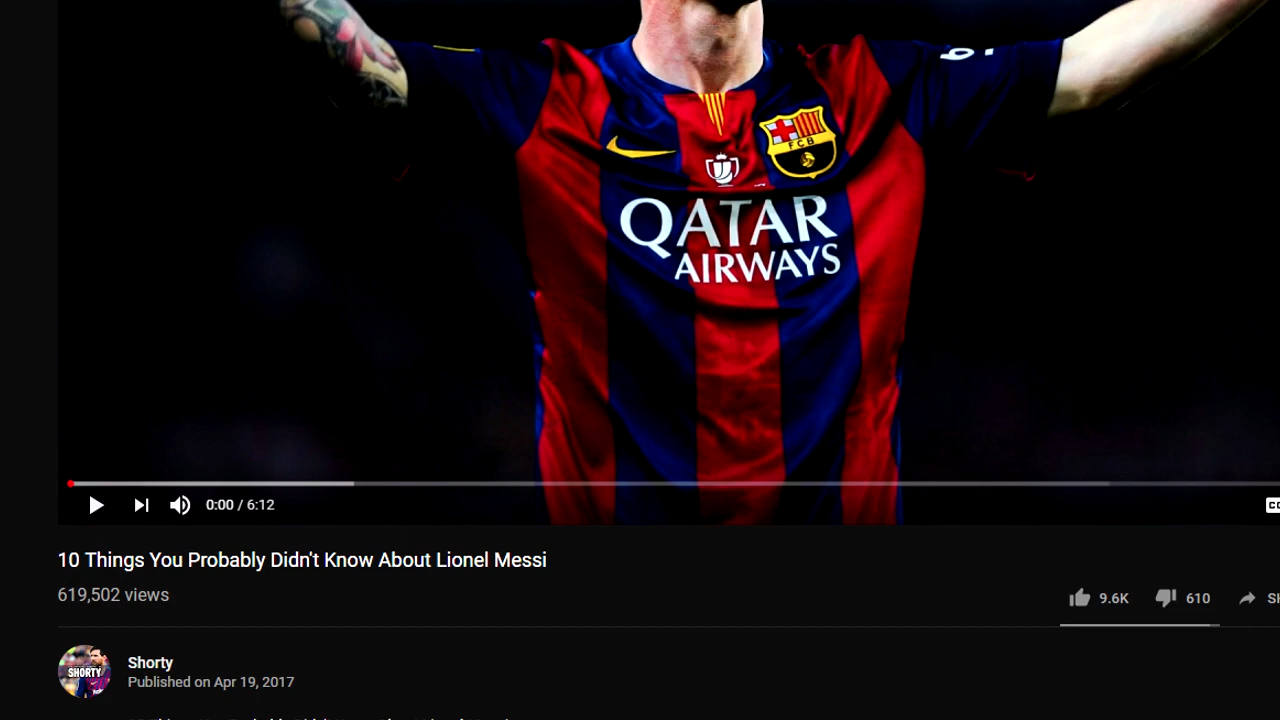 FCB
QATAR
AIRWAYS
0:00 / 6:12
10 Things You Probably Didn't Know About Lionel Messi
619,502 views
9.6K
610
SHORTY
Shorty
Published on Apr 19, 2017